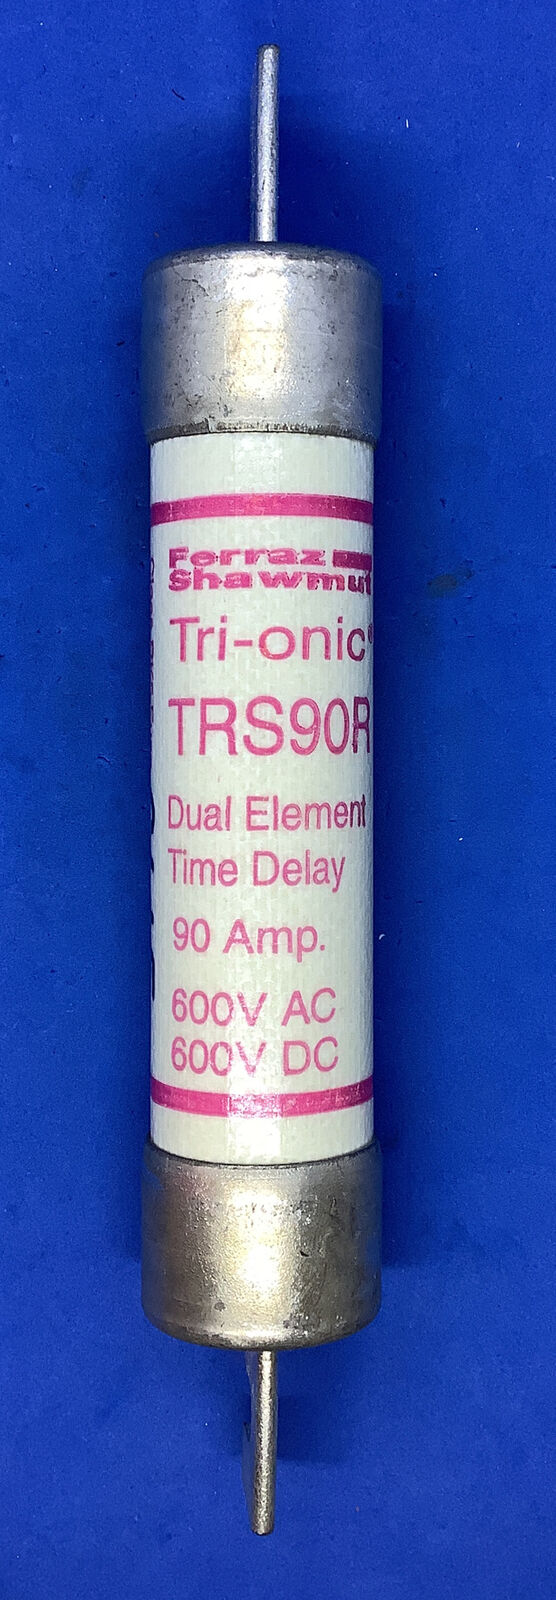 Ferraz
Shawmut
Tri-onic®
TRS90R
Dual Element
Time Delay
90 Amp.
600V AC
600V DC